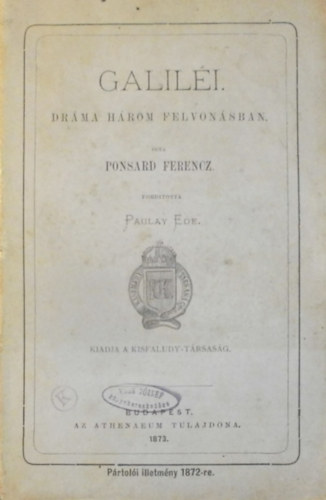 GALILÉI.
DRÁMA HÁROM FELVONÁSBAN,
IRTA
PONSARD FERENCZ.
FORDITOTTA
PAULAY EDE.
KIADJA A KISFALUDY-TÁRSASÁG.
BUDAPEST.
AZ ATHENAEUM TULAJDONA.
1873.
Pártolói illetmény 1872-re.